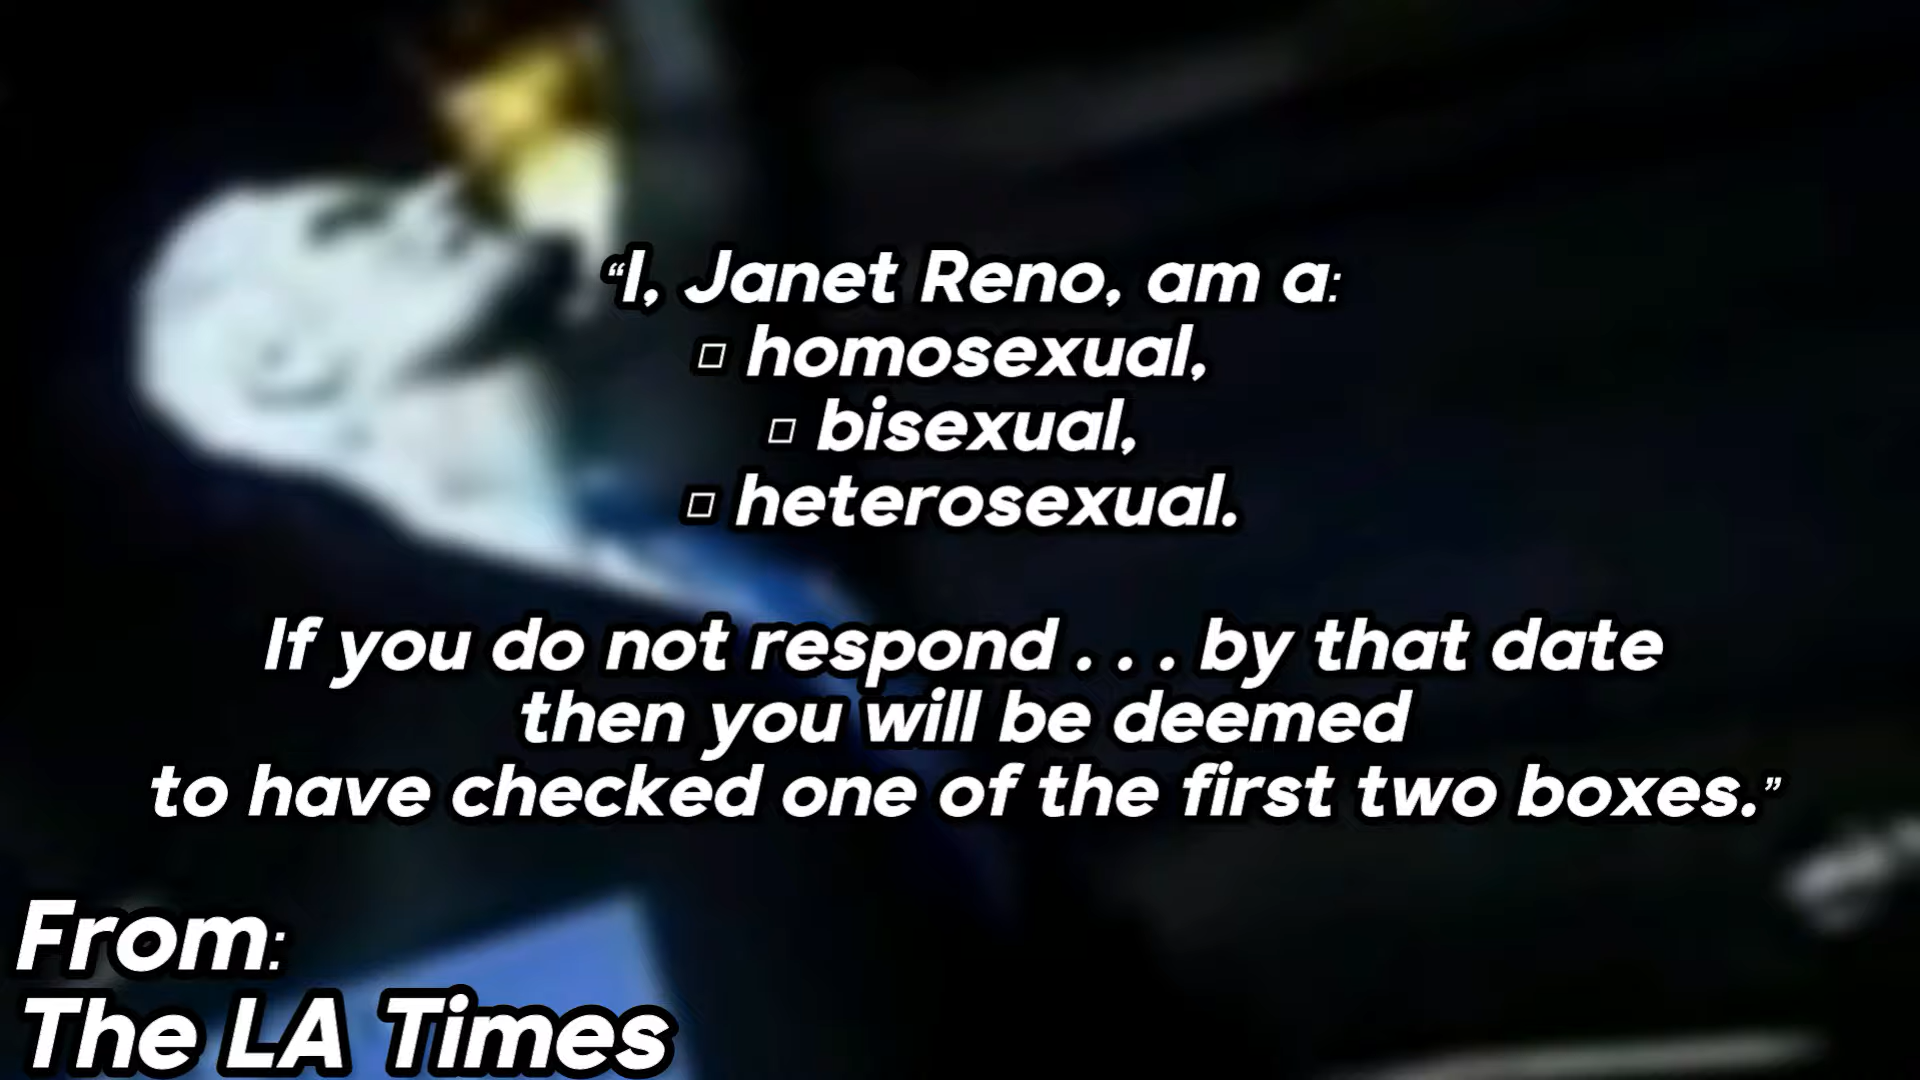 “I, Janet Reno, am a:
□ homosexual,
□ bisexual,
□ heterosexual.
If you do not respond . . . by that date
then you will be deemed
to have checked one of the first two boxes.”
From:
The LA Times